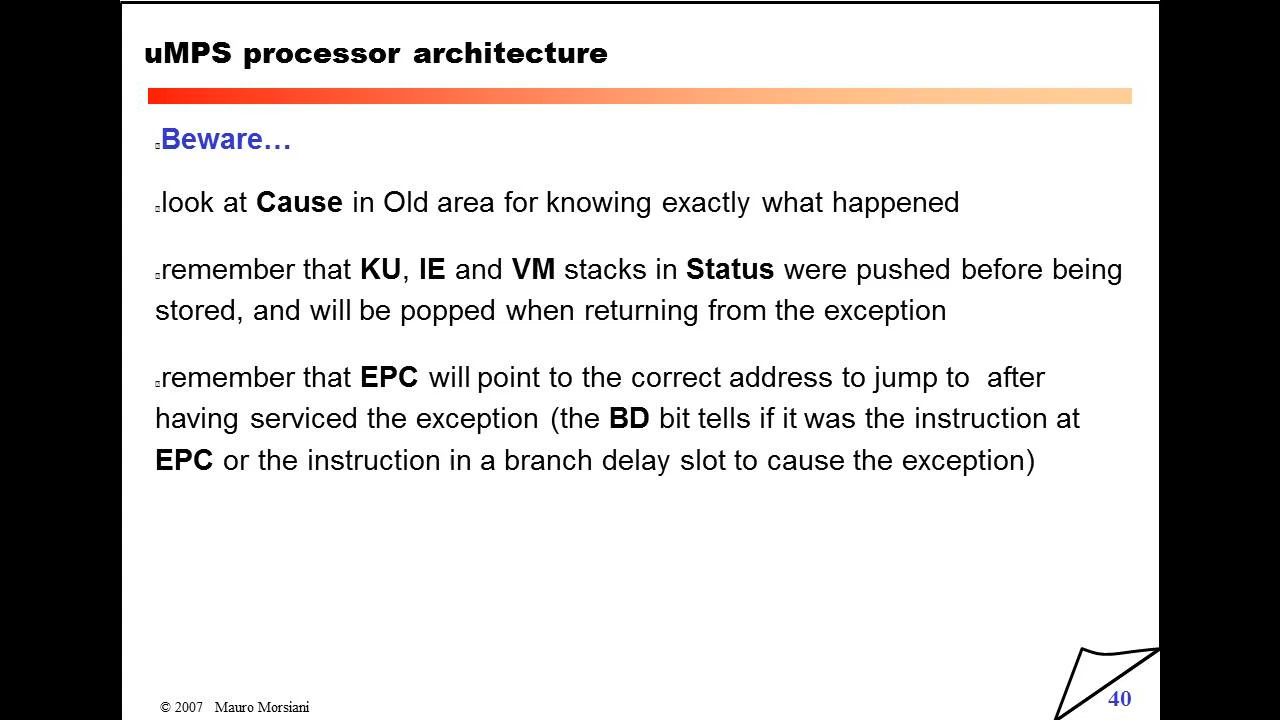 uMPS processor architecture
Beware…
look at Cause in Old area for knowing exactly what happened
remember that KU, IE and VM stacks in Status were pushed before being
stored, and will be popped when returning from the exception
remember that EPC will point to the correct address to jump to  after
having serviced the exception (the BD bit tells if it was the instruction at
EPC or the instruction in a branch delay slot to cause the exception)
© 2007   Mauro Morsiani
40